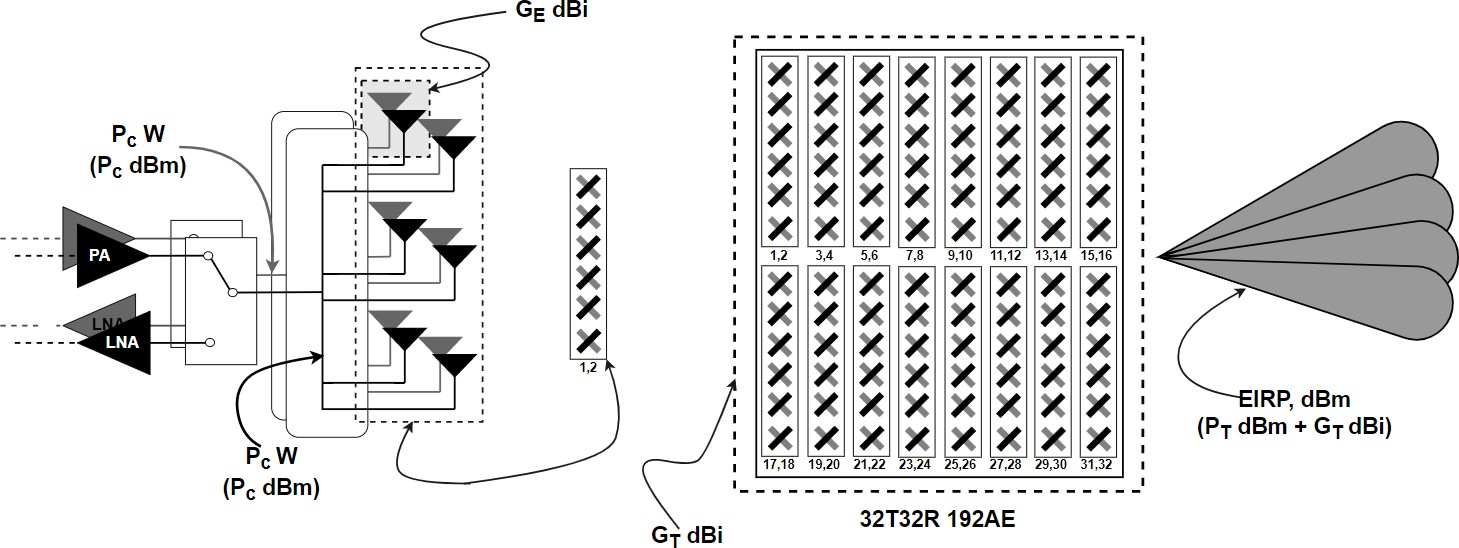 G_E dBi
P_C W
(P_C dBm)
PA
LNA
LNA
P_C W
(P_C dBm)
1,2
1,2
3,4
5,6
7,8
9,10
11,12
13,14
15,16
17,18
19,20
21,22
23,24
25,26
27,28
29,30
31,32
32T32R 192AE
G_T dBi
EIRP, dBm
(P_T dBm + G_T dBi)